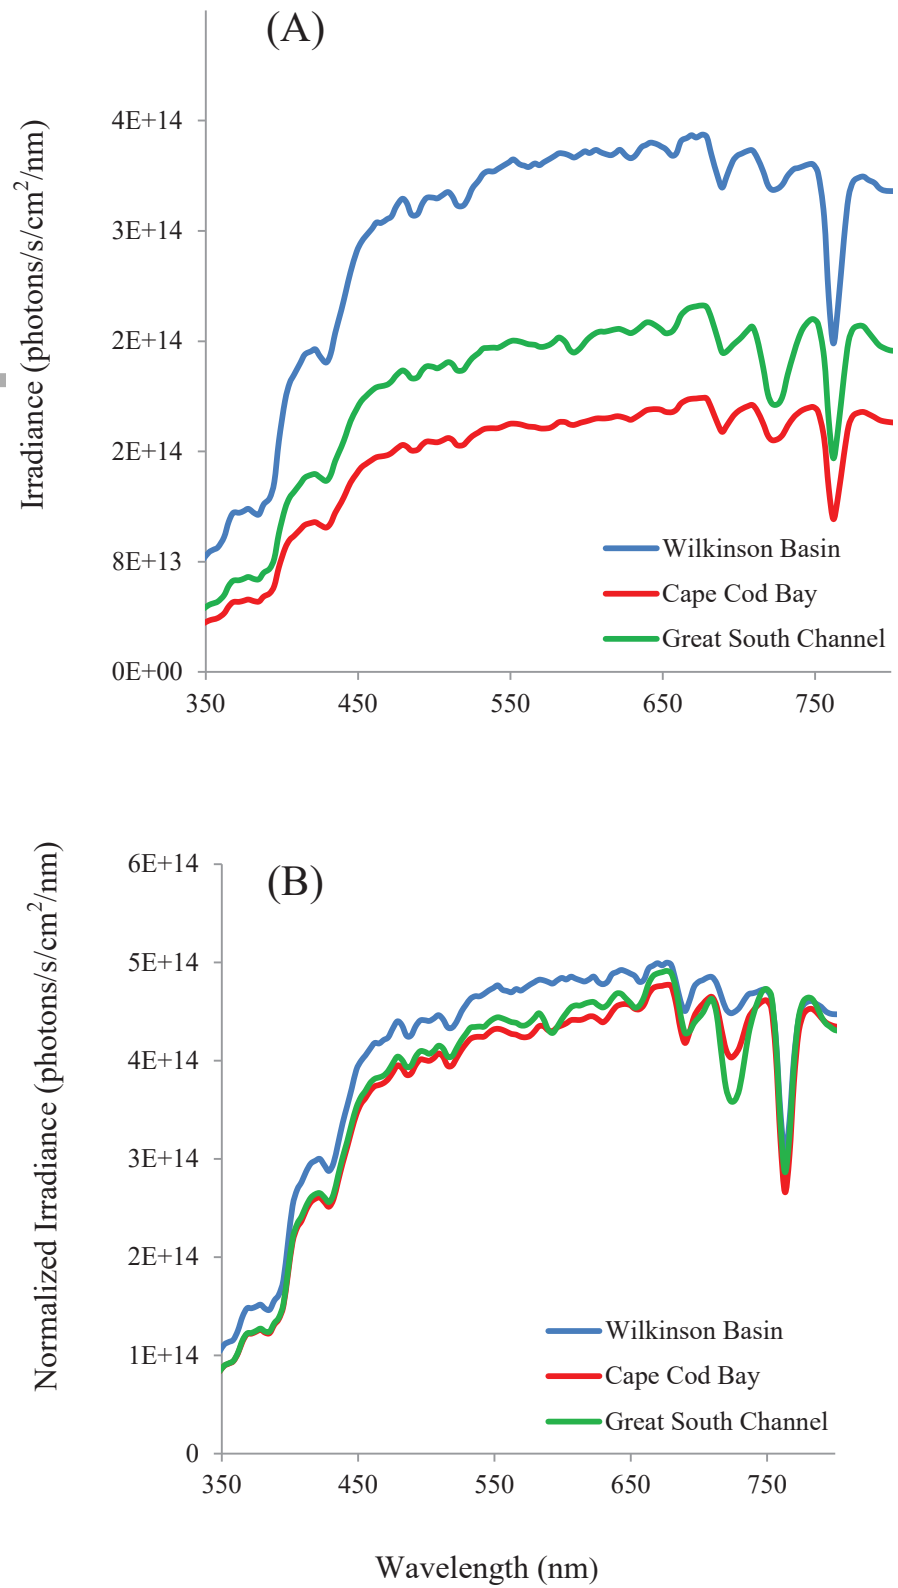 (A)
Irradiance (photons/s/cm²/nm)
4E+14
3E+14
2E+14
2E+14
8E+13
0E+00
350 450 550 650 750
Wilkinson Basin
Cape Cod Bay
Great South Channel
(B)
Normalized Irradiance (photons/s/cm²/nm)
6E+14
5E+14
4E+14
3E+14
2E+14
1E+14
0
350 450 550 650 750
Wilkinson Basin
Cape Cod Bay
Great South Channel
Wavelength (nm)